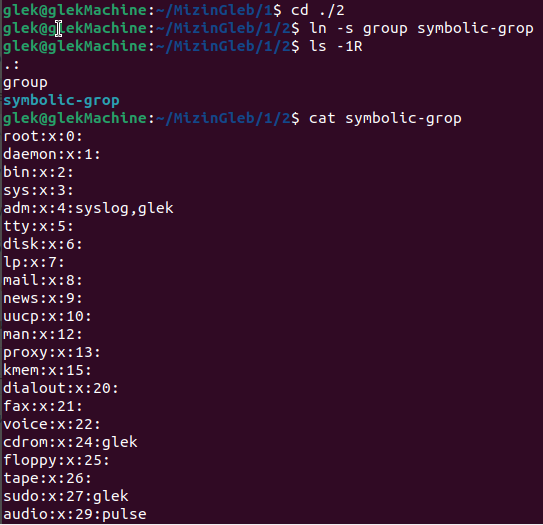 glek@glekMachine:~/MizinGleb/1$ cd ./2
glek@glekMachine:~/MizinGleb/1/2$ ln -s group symbolic-grop
glek@glekMachine:~/MizinGleb/1/2$ ls -1R
.:
group
symbolic-grop
glek@glekMachine:~/MizinGleb/1/2$ cat symbolic-grop
root:x:0:
daemon:x:1:
bin:x:2:
sys:x:3:
adm:x:4:syslog,glek
tty:x:5:
disk:x:6:
lp:x:7:
mail:x:8:
news:x:9:
uucp:x:10:
man:x:12:
proxy:x:13:
kmem:x:15:
dialout:x:20:
fax:x:21:
voice:x:22:
cdrom:x:24:glek
floppy:x:25:
tape:x:26:
sudo:x:27:glek
audio:x:29:pulse